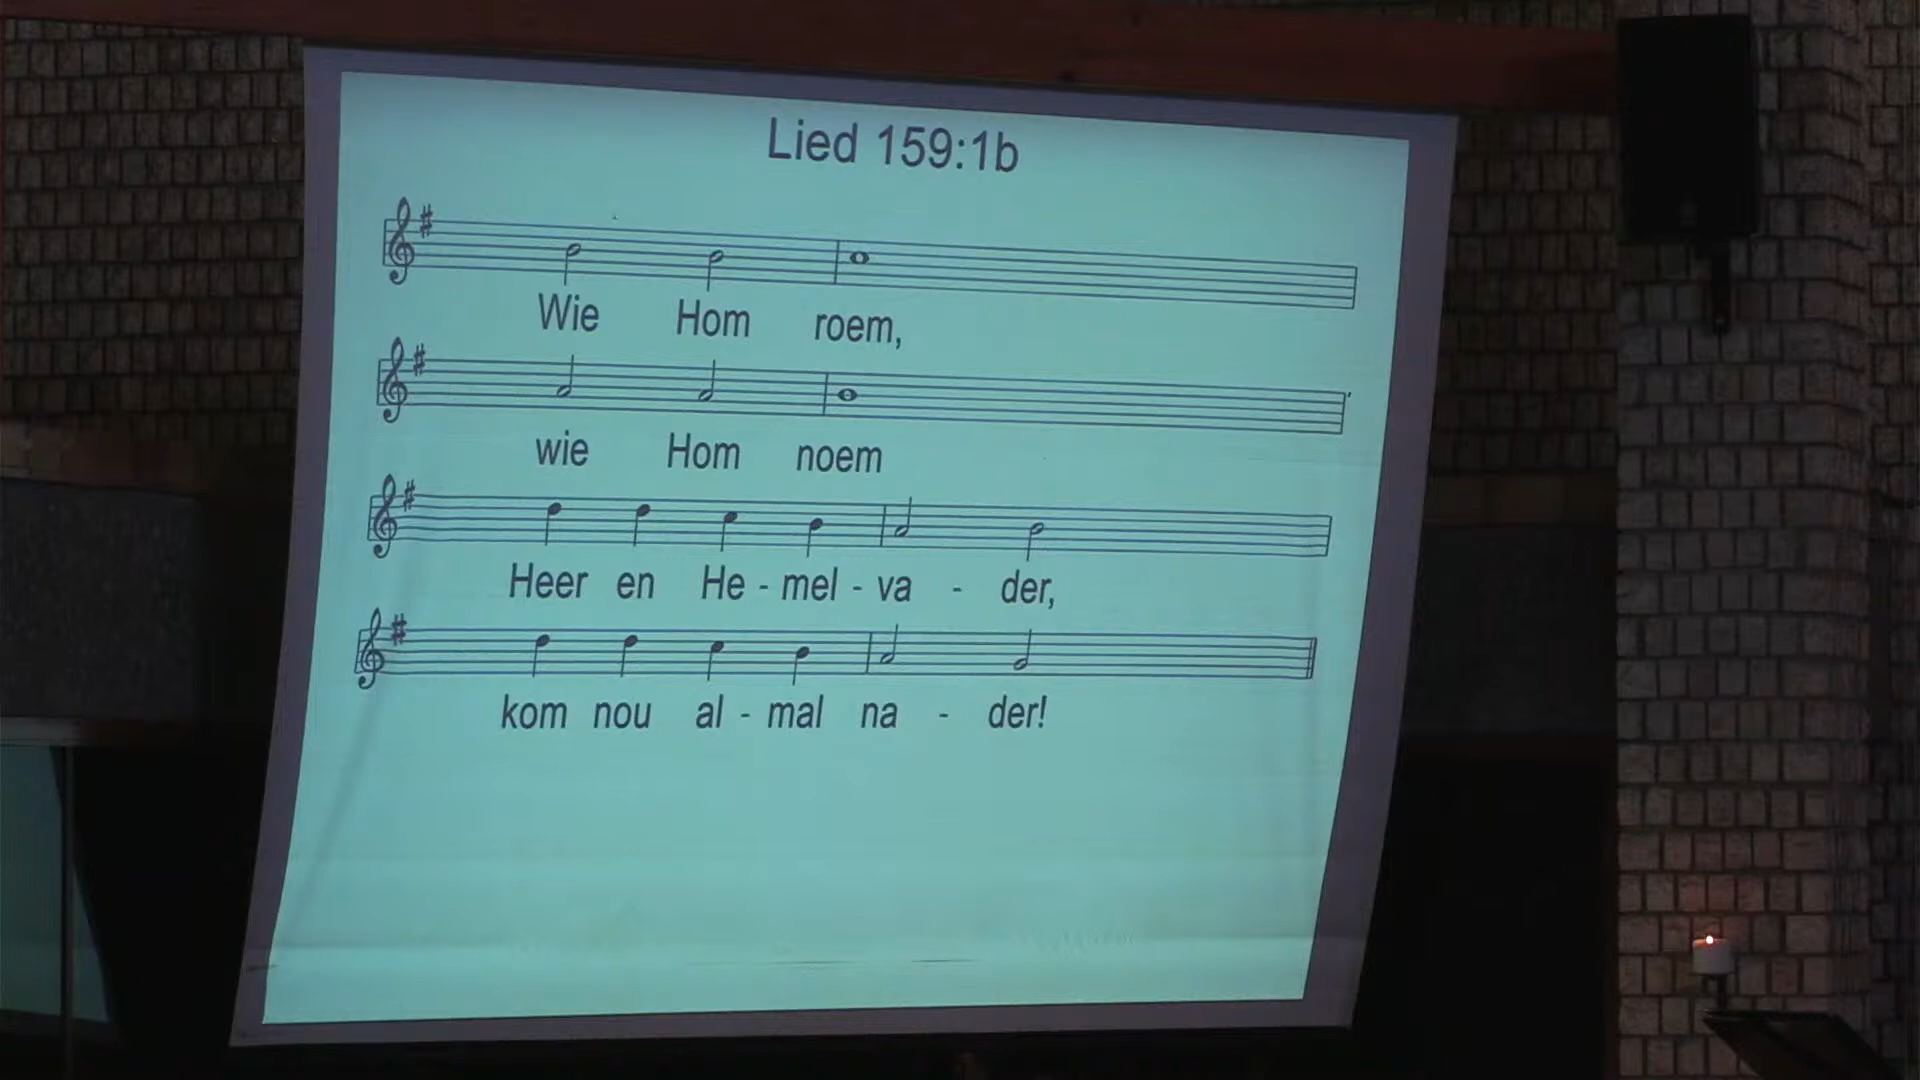 Lied 159:1b
Wie Hom roem,
wie Hom noem
Heer en He - mel - va - der,
kom nou al - mal na - der!